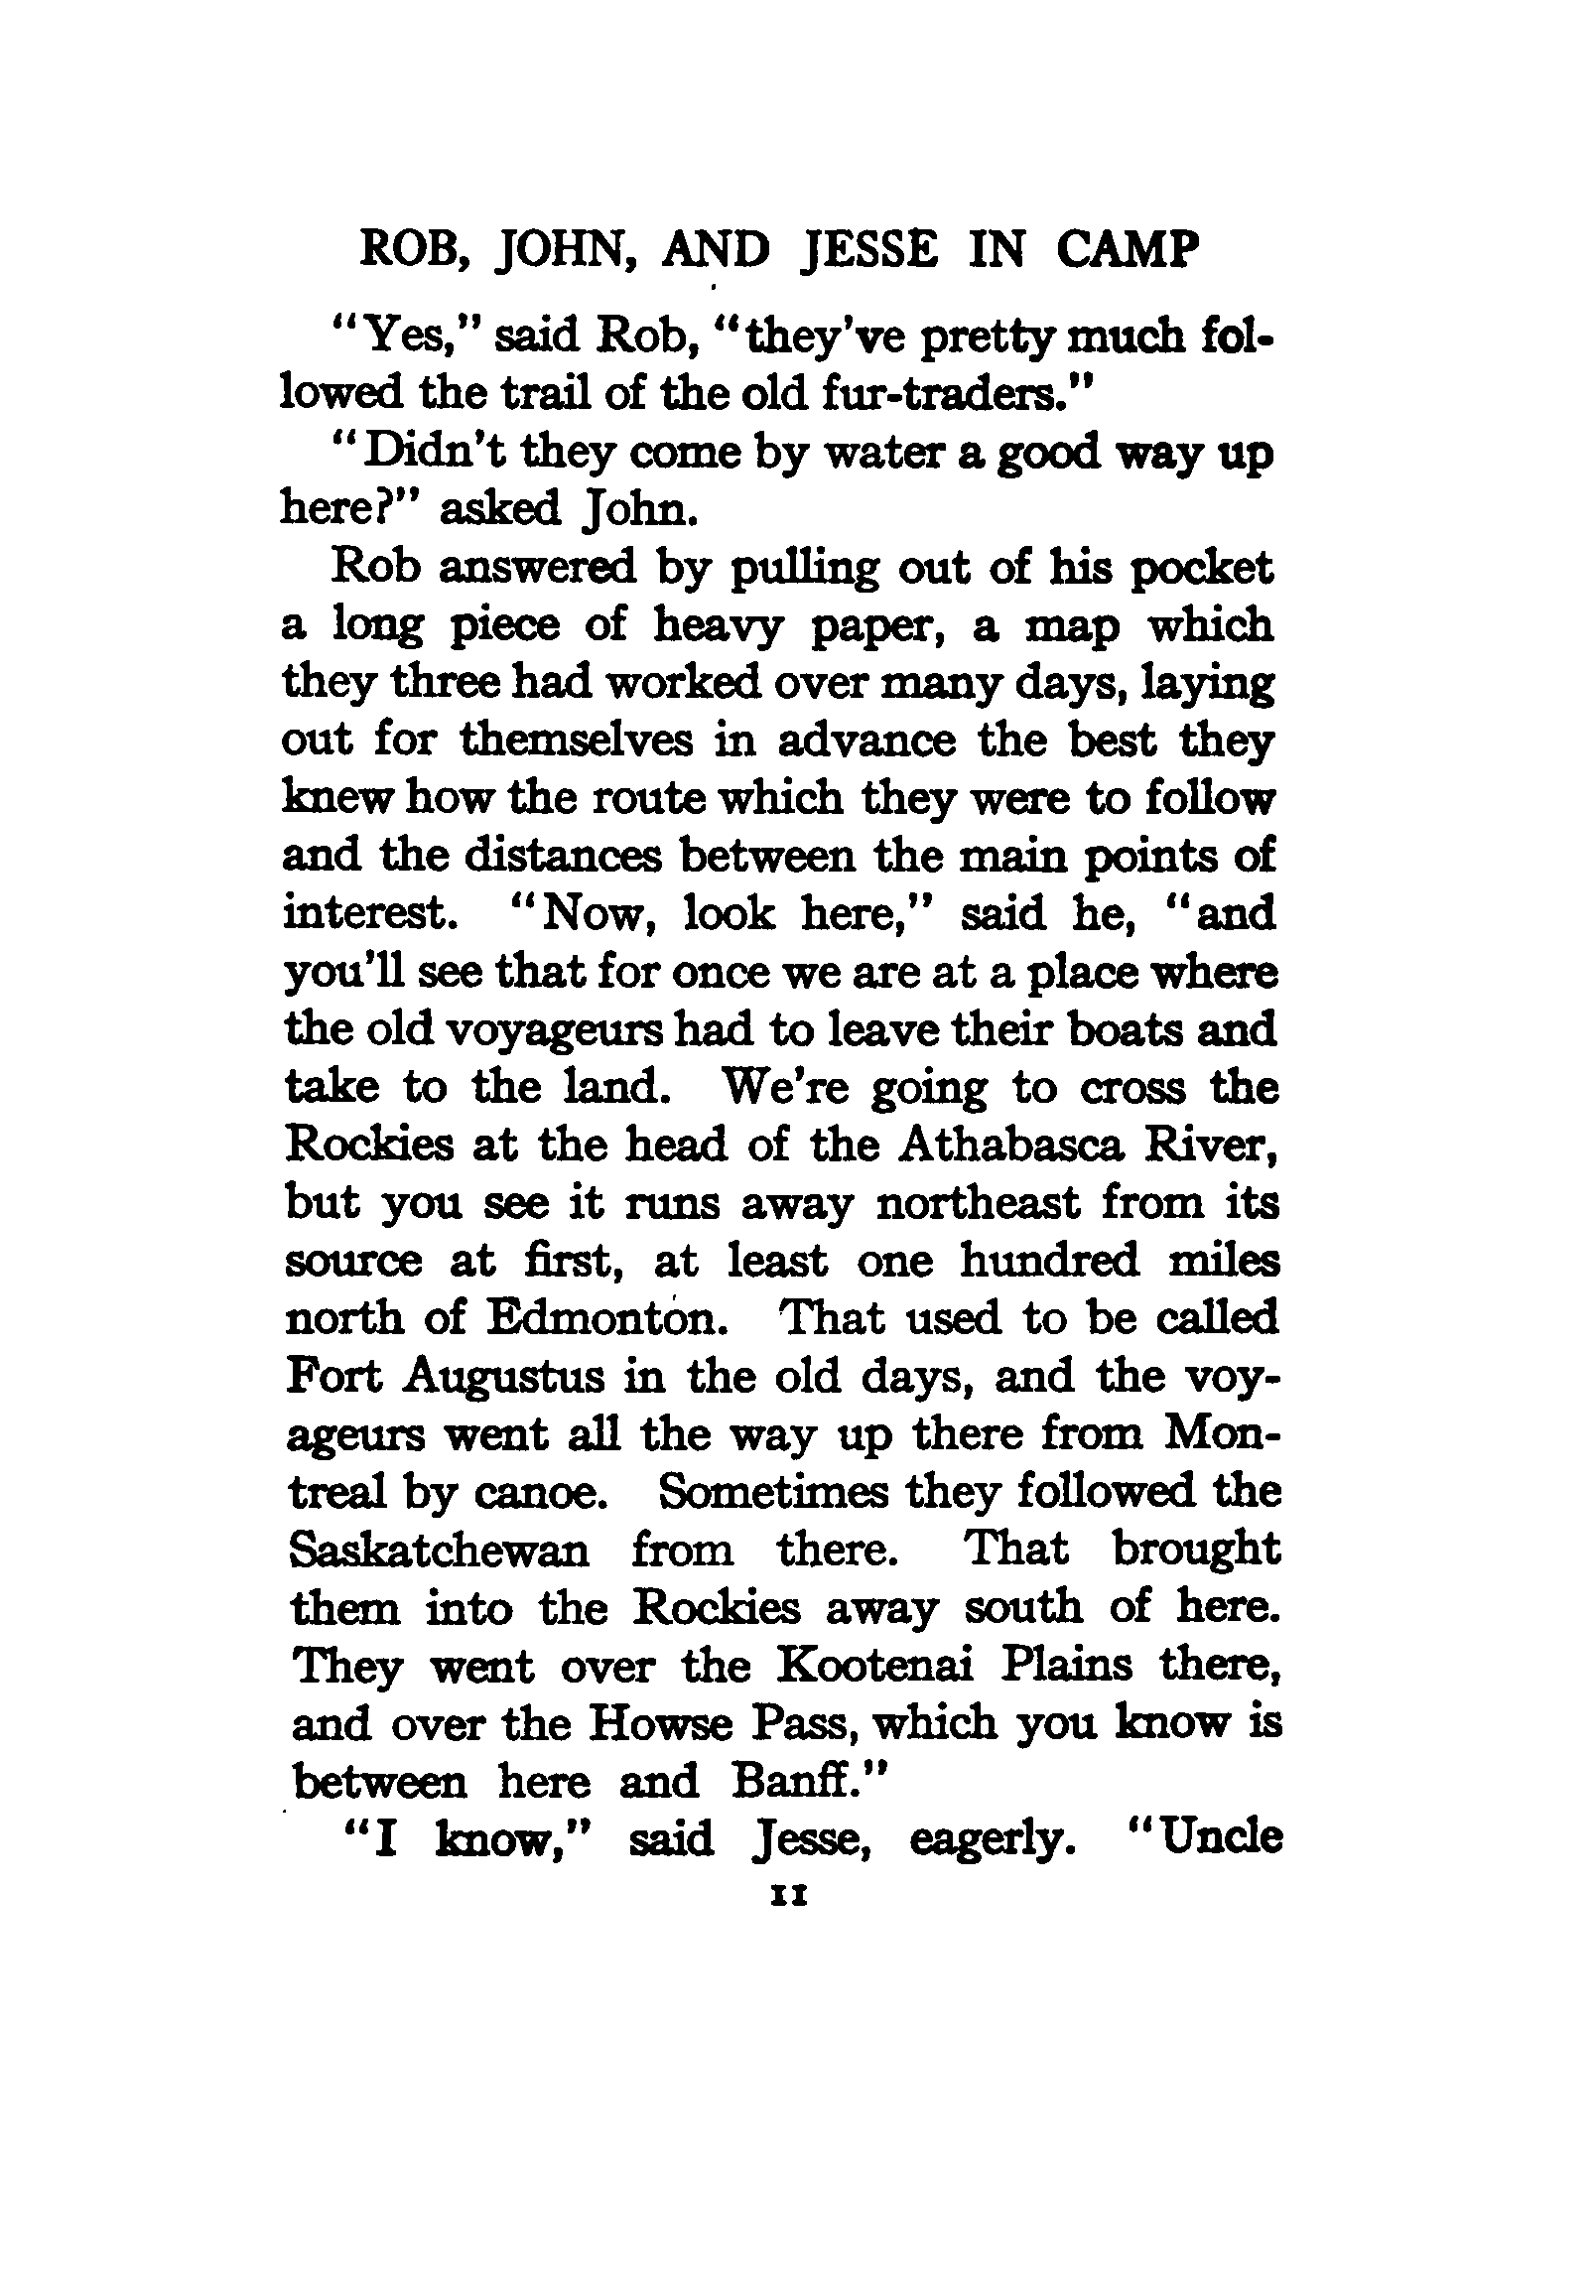 ROB, JOHN, AND JESSE IN CAMP
"Yes," said Rob, "they've pretty much fol-
lowed the trail of the old fur-traders."
"Didn't they come by water a good way up
here?" asked John.
Rob answered by pulling out of his pocket
a long piece of heavy paper, a map which
they three had worked over many days, laying
out for themselves in advance the best they
knew how the route which they were to follow
and the distances between the main points of
interest. "Now, look here," said he, "and
you'll see that for once we are at a place where
the old voyageurs had to leave their boats and
take to the land. We're going to cross the
Rockies at the head of the Athabasca River,
but you see it runs away northeast from its
source at first, at least one hundred miles
north of Edmonton. That used to be called
Fort Augustus in the old days, and the voy-
ageurs went all the way up there from Mon-
treal by canoe. Sometimes they followed the
Saskatchewan from there. That brought
them into the Rockies away south of here.
They went over the Kootenai Plains there,
and over the Howse Pass, which you know is
between here and Banff."
"I know," said Jesse, eagerly. "Uncle
11